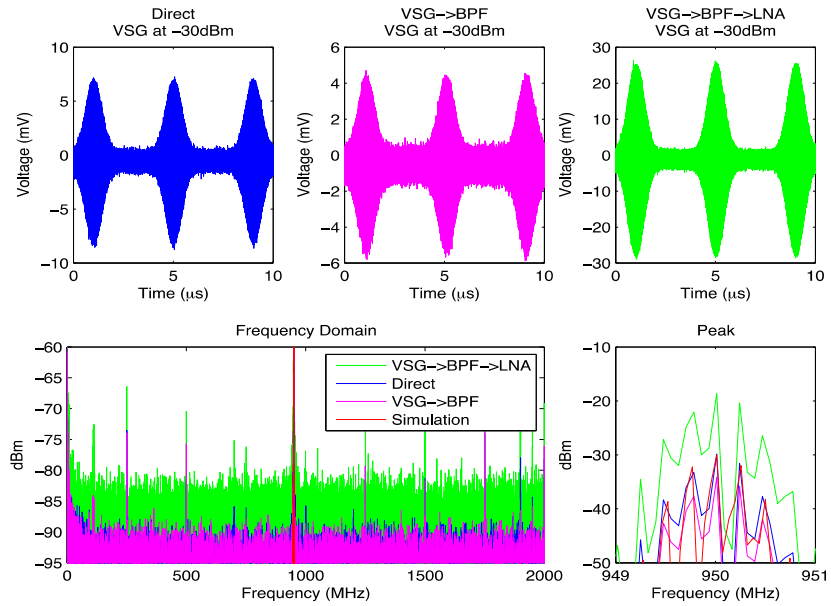 Direct
VSG at −30dBm
10
5
0
−5
−10
0
5
10
Voltage (mV)
Time (μs)
VSG−>BPF
VSG at −30dBm
6
4
2
0
−2
−4
−6
0
5
10
Voltage (mV)
Time (μs)
VSG−>BPF−>LNA
VSG at −30dBm
30
20
10
0
−10
−20
−30
0
5
10
Voltage (mV)
Time (μs)
Frequency Domain
−60
−65
−70
−75
−80
−85
−90
−95
0
500
1000
1500
2000
dBm
Frequency (MHz)
VSG−>BPF−>LNA
Direct
VSG−>BPF
Simulation
Peak
−10
−20
−30
−40
−50
949
950
951
dBm
Frequency (MHz)